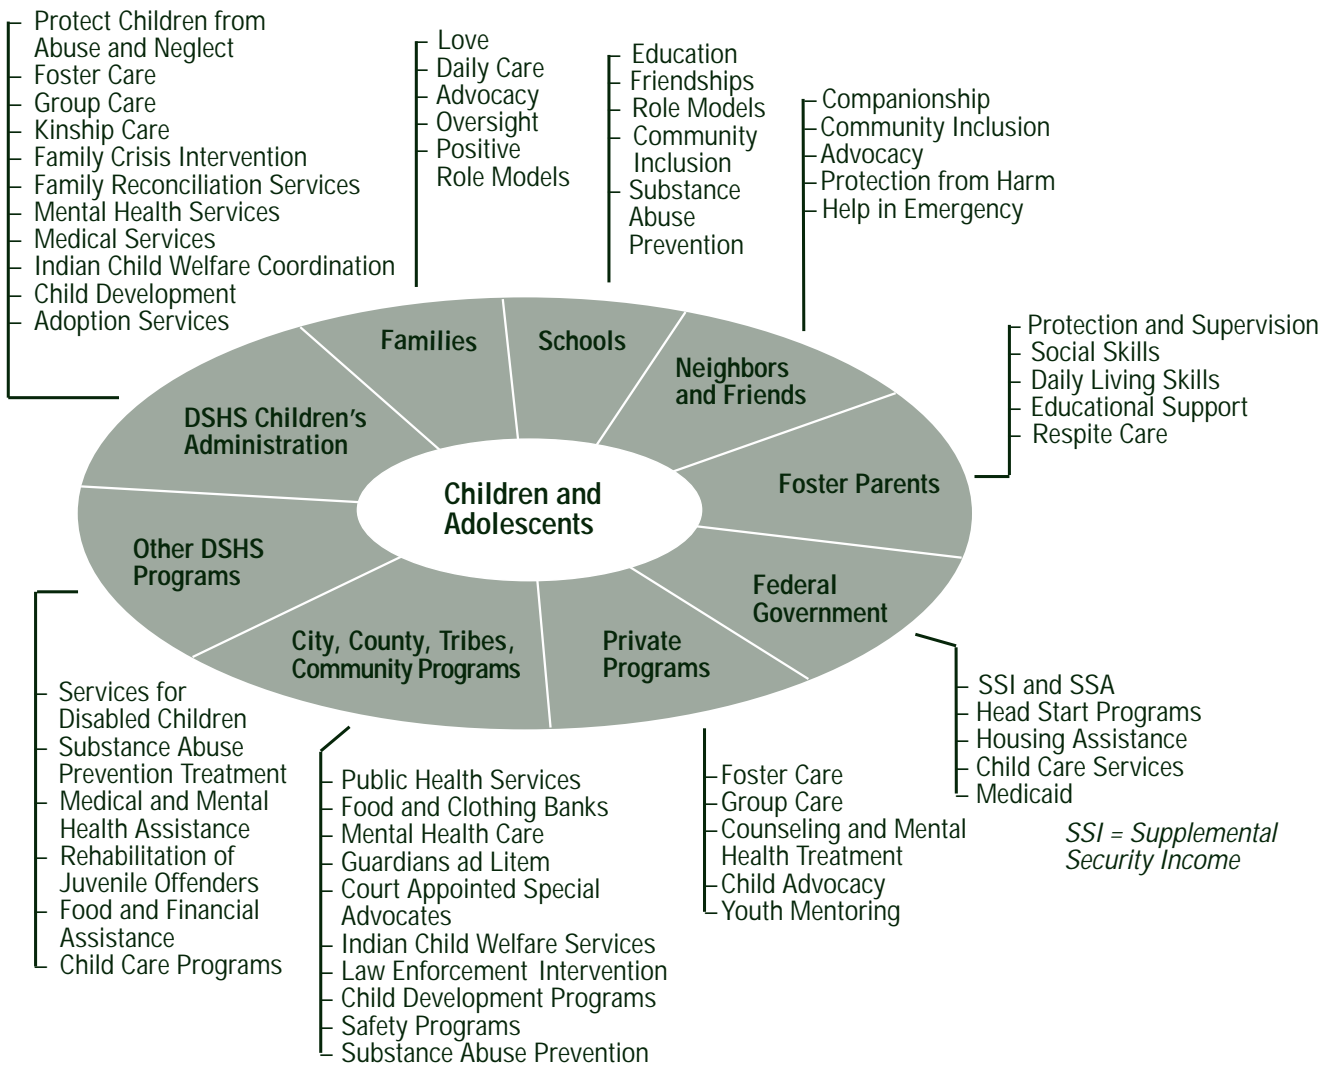 Protect Children from
Abuse and Neglect
Foster Care
Group Care
Kinship Care
Family Crisis Intervention
Family Reconciliation Services
Mental Health Services
Medical Services
Indian Child Welfare Coordination
Child Development
Adoption Services
Love
Daily Care
Advocacy
Oversight
Positive
Role Models
Education
Friendships
Role Models
Community
Inclusion
Substance
Abuse
Prevention
Companionship
Community Inclusion
Advocacy
Protection from Harm
Help in Emergency
Protection and Supervision
Social Skills
Daily Living Skills
Educational Support
Respite Care
Families
Schools
Neighbors
and Friends
DSHS Children's
Administration
Foster Parents
Children and
Adolescents
Other DSHS
Programs
Federal
Government
City, County, Tribes,
Community Programs
Private
Programs
Services for
Disabled Children
Substance Abuse
Prevention Treatment
Medical and Mental
Health Assistance
Rehabilitation of
Juvenile Offenders
Food and Financial
Assistance
Child Care Programs
Public Health Services
Food and Clothing Banks
Mental Health Care
Guardians ad Litem
Court Appointed Special
Advocates
Indian Child Welfare Services
Law Enforcement Intervention
Child Development Programs
Safety Programs
Substance Abuse Prevention
Foster Care
Group Care
Counseling and Mental
Health Treatment
Child Advocacy
Youth Mentoring
SSI and SSA
Head Start Programs
Housing Assistance
Child Care Services
Medicaid
SSI = Supplemental
Security Income